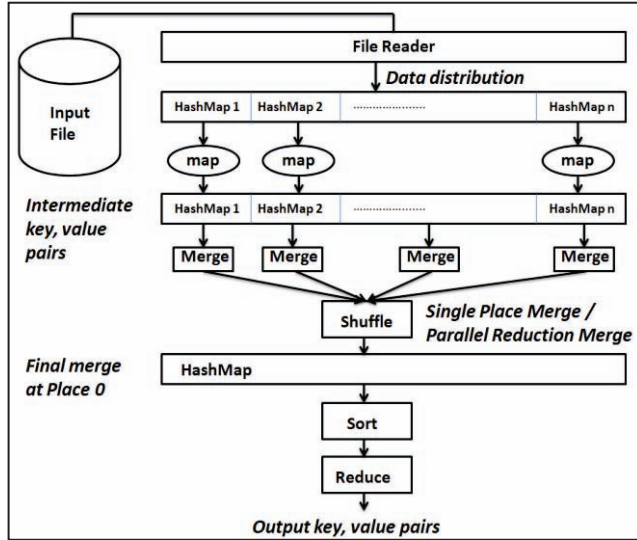 File Reader
Input
File
Data distribution
HashMap 1 HashMap 2 ...................... HashMap n
map map map
Intermediate
key, value
pairs
HashMap 1 HashMap 2 ...................... HashMap n
Merge Merge Merge Merge
Shuffle
Single Place Merge /
Parallel Reduction Merge
Final merge
at Place 0
HashMap
Sort
Reduce
Output key, value pairs